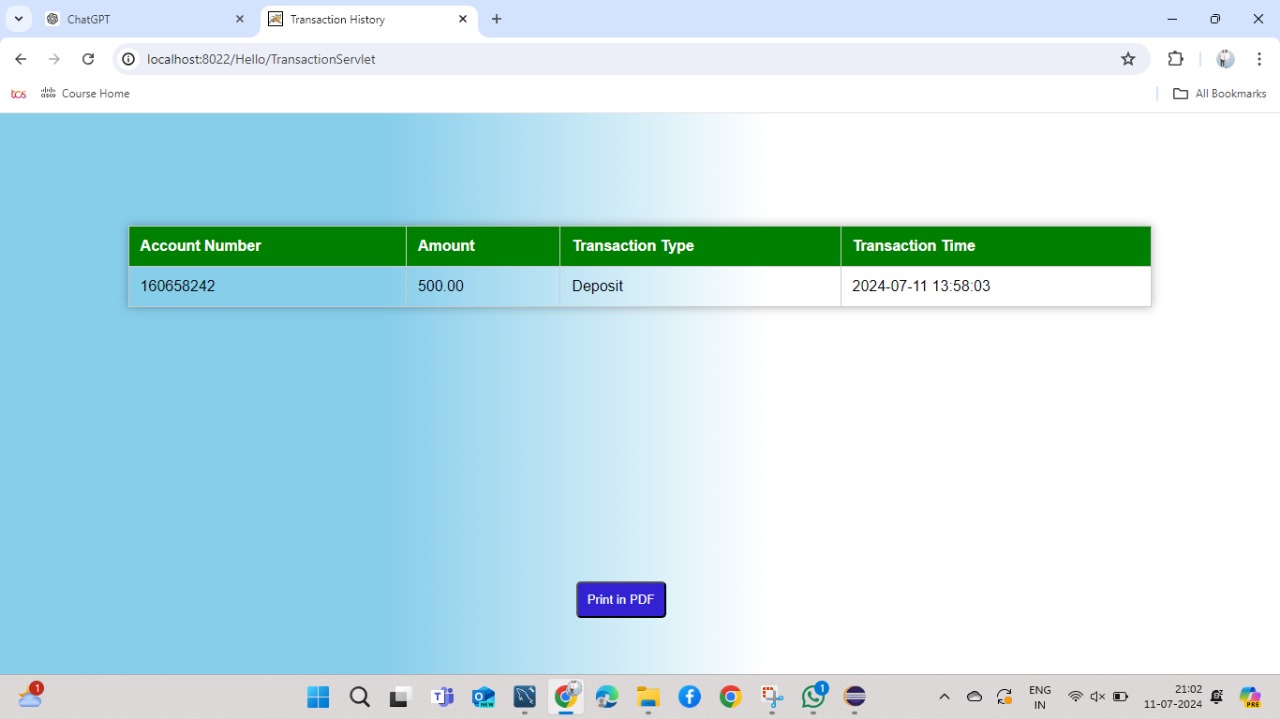 ChatGPT
Transaction History
localhost:8022/Hello/TransactionServlet
tcs
cisco
Course Home
All Bookmarks
Account Number Amount Transaction Type Transaction Time
160658242 500.00 Deposit 2024-07-11 13:58:03
Print in PDF
1
NEW
1
ENG
IN
21:02
11-07-2024
PRE